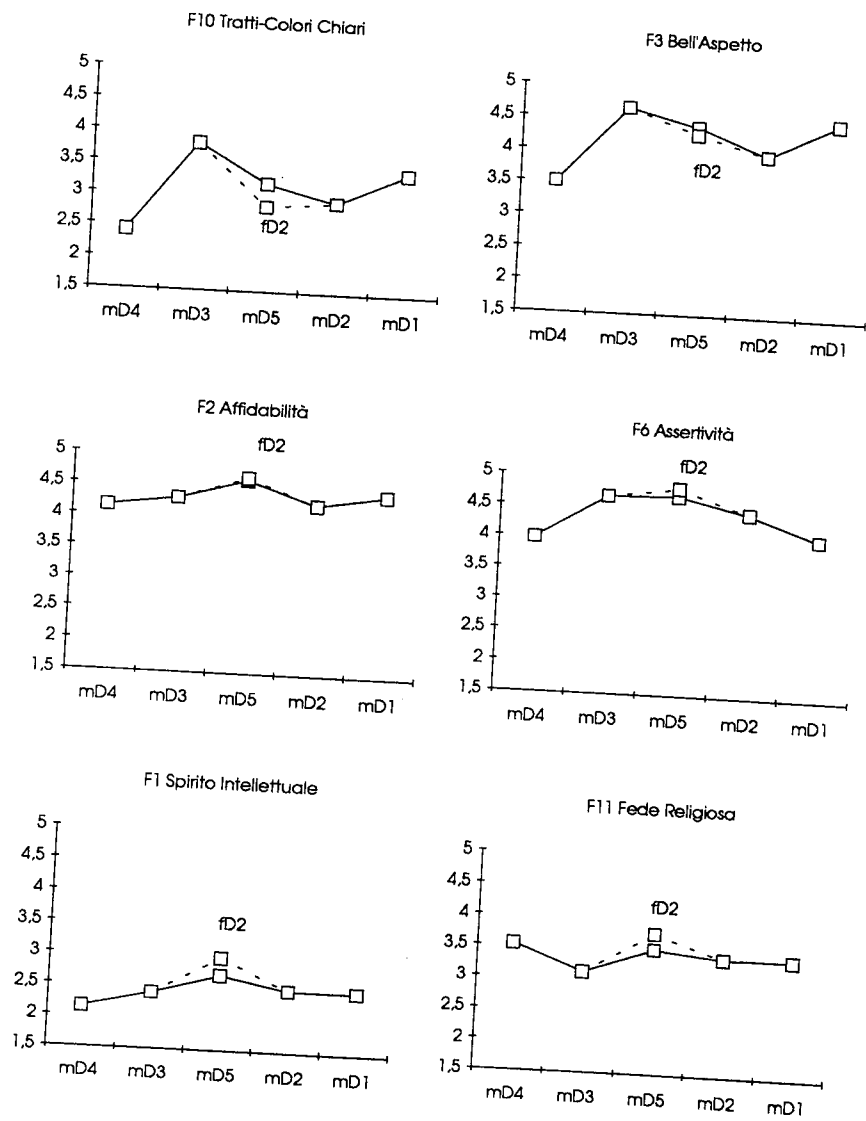 F10 Tratti-Colori Chiari
5
4,5
4
3,5
3
2,5
2
1,5
fD2
mD4 mD3 mD5 mD2 mD1
F3 Bell'Aspetto
5
4,5
4
3,5
3
2,5
2
1,5
fD2
mD4 mD3 mD5 mD2 mD1
F2 Affidabilità
5
4,5
4
3,5
3
2,5
2
1,5
fD2
mD4 mD3 mD5 mD2 mD1
F6 Assertività
5
4,5
4
3,5
3
2,5
2
1,5
fD2
mD4 mD3 mD5 mD2 mD1
F1 Spirito Intellettuale
5
4,5
4
3,5
3
2,5
2
1,5
fD2
mD4 mD3 mD5 mD2 mD1
F11 Fede Religiosa
5
4,5
4
3,5
3
2,5
2
1,5
fD2
mD4 mD3 mD5 mD2 mD1